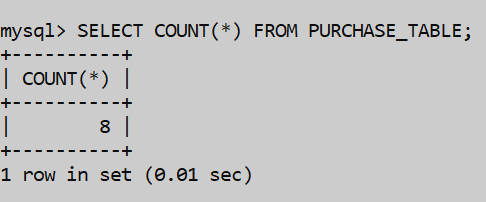 mysql> SELECT COUNT(*) FROM PURCHASE_TABLE;
+----------+
| COUNT(*) |
+----------+
|        8 |
+----------+
1 row in set (0.01 sec)